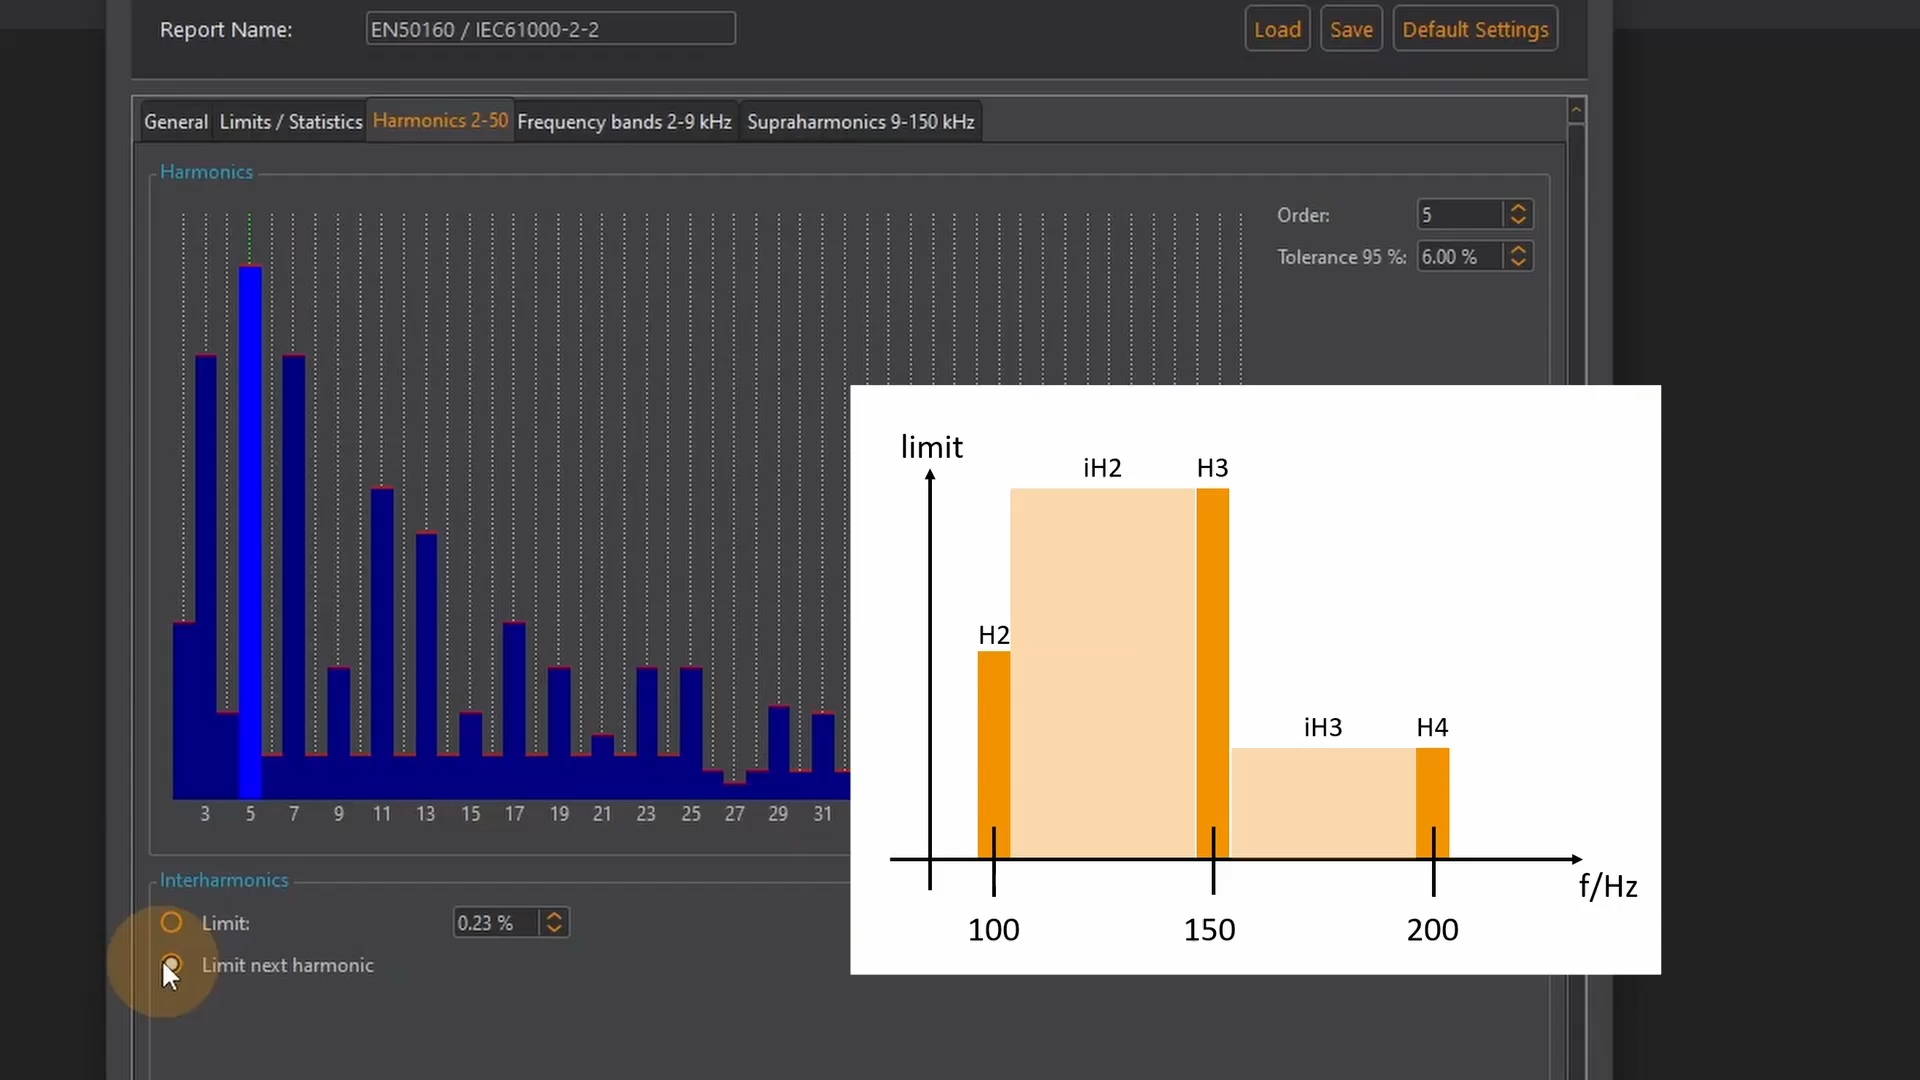 Report Name: EN50160 / IEC61000-2-2 Load Save Default Settings
General Limits / Statistics Harmonics 2-50 Frequency bands 2-9 kHz Supraharmonics 9-150 kHz
Harmonics
Order: 5
Tolerance 95 %: 6.00 %
3 5 7 9 11 13 15 17 19 21 23 25 27 29 31
Interharmonics
Limit: 0.23 %
Limit next harmonic
limit
iH2 H3
H2
iH3 H4
f/Hz
100 150 200